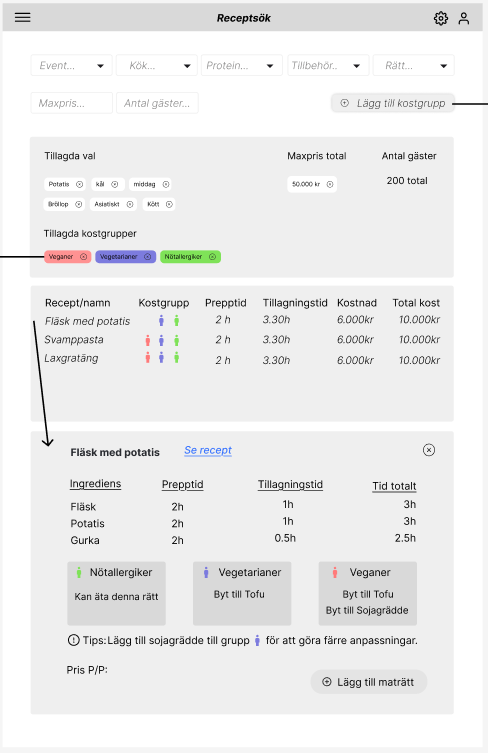 Receptsök
Event... Kök... Protein... Tillbehör.. Rätt...
Maxpris... Antal gäster... Lägg till kostgrupp
Tillagda val Maxpris total Antal gäster
Potatis kål middag 50.000 kr 200 total
Bröllop Asiatiskt Kött
Tillagda kostgrupper
Veganer Vegetarianer Nötallergiker
Recept/namn Kostgrupp Prepptid Tillagningstid Kostnad Total kost
Fläsk med potatis 2 h 3.30h 6.000kr 10.000kr
Svamppasta 2 h 3.30h 6.000kr 10.000kr
Laxgratäng 2 h 3.30h 6.000kr 10.000kr
Fläsk med potatis Se recept
Ingrediens Prepptid Tillagningstid Tid totalt
Fläsk 2h 1h 3h
Potatis 2h 1h 3h
Gurka 2h 0.5h 2.5h
Nötallergiker Vegetarianer Veganer
Kan äta denna rätt Byt till Tofu Byt till Tofu
Byt till Sojagrädde
Tips: Lägg till sojagrädde till grupp för att göra färre anpassningar.
Pris P/P:
Lägg till maträtt